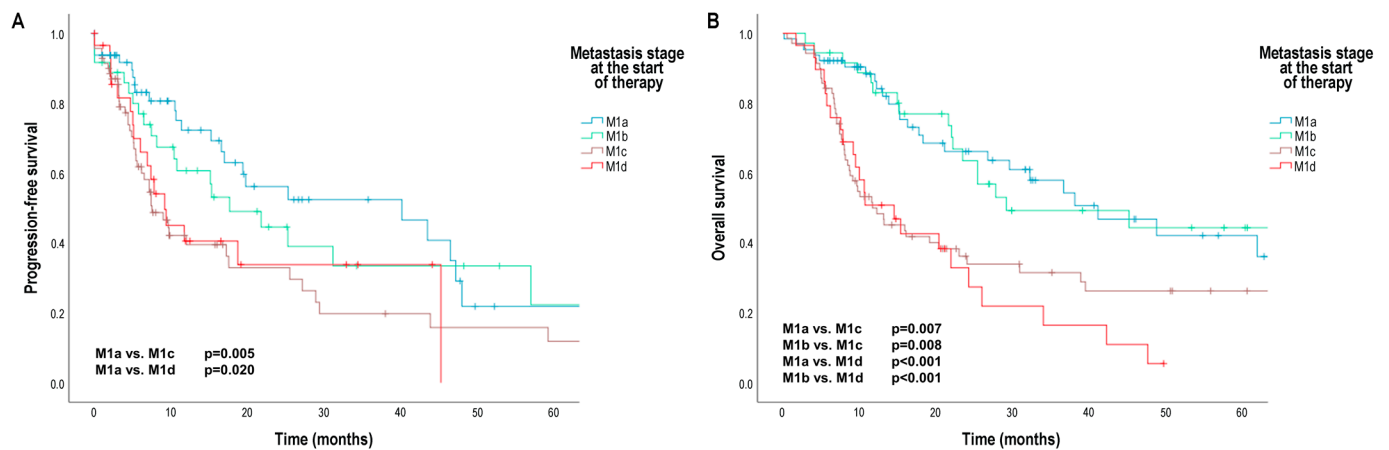 A
Progression-free survival
1.0
0.8
0.6
0.4
0.2
0.0
0 10 20 30 40 50 60
Time (months)
Metastasis stage
at the start
of therapy
M1a
M1b
M1c
M1d
M1a vs. M1c p=0.005
M1a vs. M1d p=0.020
B
Overall survival
1.0
0.8
0.6
0.4
0.2
0.0
0 10 20 30 40 50 60
Time (months)
Metastasis stage
at the start
of therapy
M1a
M1b
M1c
M1d
M1a vs. M1c p=0.007
M1b vs. M1c p=0.008
M1a vs. M1d p<0.001
M1b vs. M1d p<0.001